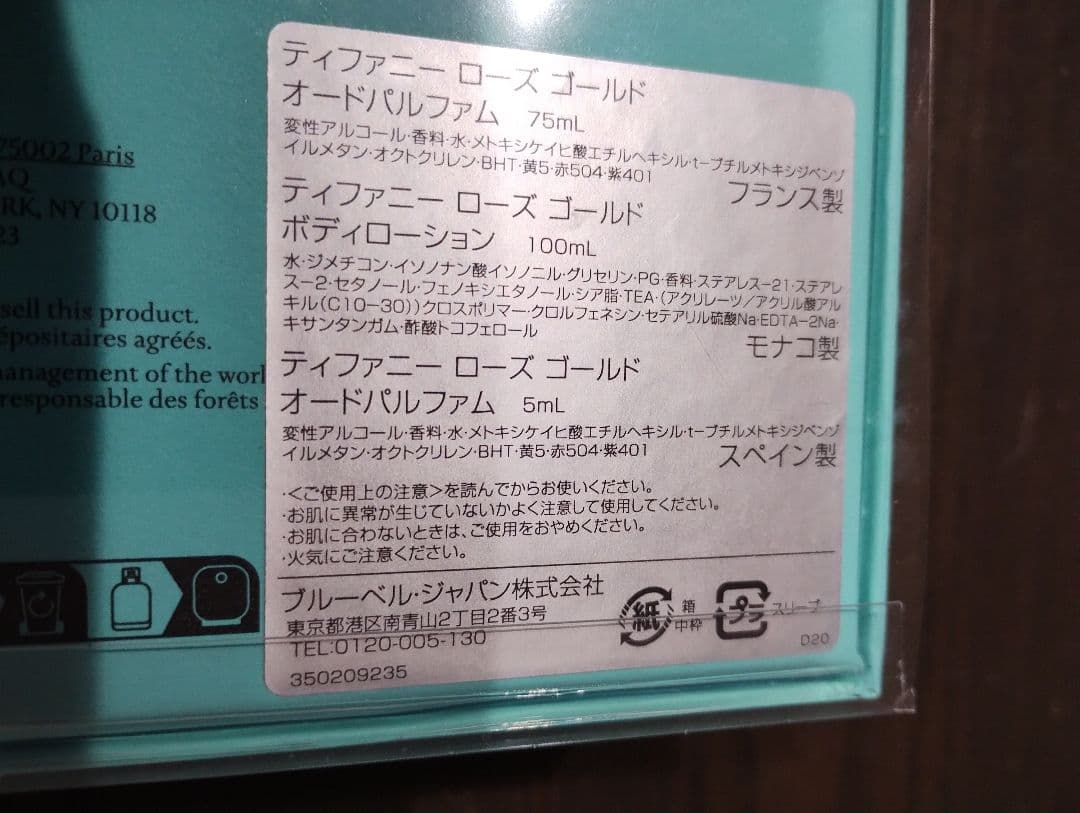 75002 Paris
RK, NY 10118
23
sell this product.
épositaires agréés.
management of the worl
responsable des forêts
ティファニー ローズ ゴールド
オードパルファム 75mL
変性アルコール・香料・水・メトキシケイヒ酸エチルヘキシル・t-ブチルメトキシジベンゾ
イルメタン・オクトクリレン・BHT・黄5・赤504・紫401
フランス製
ティファニー ローズ ゴールド
ボディローション 100mL
水・ジメチコン・イソノナン酸イソノニル・グリセリン・PG・香料・ステアレス-21・ステアレ
ス-2・セタノール・フェノキシエタノール・シア脂・TEA・(アクリレーツ/アクリル酸アル
キル(C10-30))クロスポリマー・クロルフェネシン・セテアリル硫酸Na・EDTA-2Na・
キサンタンガム・酢酸トコフェロール
モナコ製
ティファニー ローズ ゴールド
オードパルファム 5mL
変性アルコール・香料・水・メトキシケイヒ酸エチルヘキシル・t-ブチルメトキシジベンゾ
イルメタン・オクトクリレン・BHT・黄5・赤504・紫401
スペイン製
・<ご使用上の注意>を読んでからお使いください。
・お肌に異常が生じていないかよく注意して使用してください。
・お肌に合わないときは、ご使用をおやめください。
・火気にご注意ください。
ブルーベル・ジャパン株式会社
東京都港区南青山2丁目2番3号
TEL:0120-005-130
350209235
紙 箱 中枠
プラ スリーブ
D20